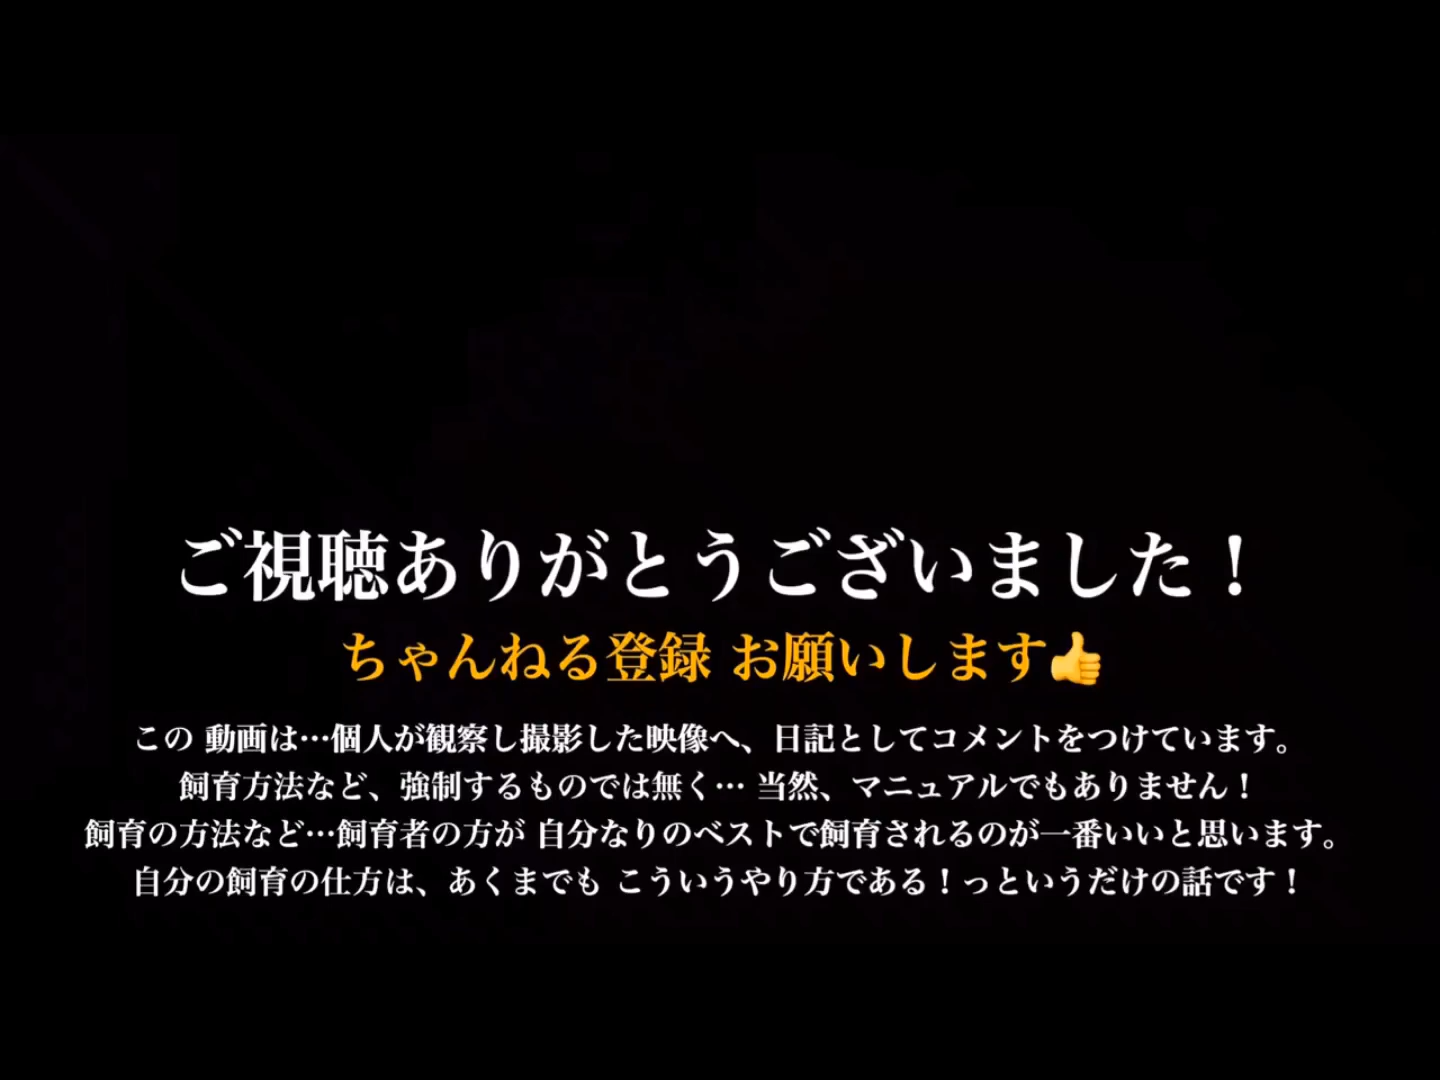 ご視聴ありがとうございました！
ちゃんねる登録 お願いします👍
この 動画は…個人が観察し撮影した映像へ、日記としてコメントをつけています。
飼育方法など、強制するものでは無く… 当然、マニュアルでもありません！
飼育の方法など…飼育者の方が 自分なりのベストで飼育されるのが一番いいと思います。
自分の飼育の仕方は、あくまでも こういうやり方である！っというだけの話です！